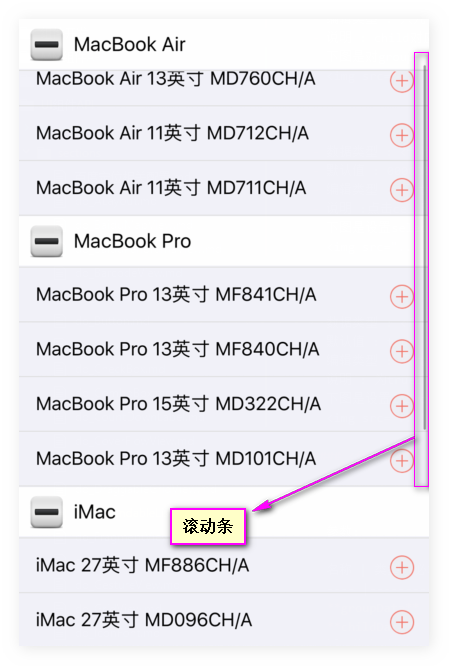 MacBook Air
MacBook Air 13英寸 MD760CH/A
MacBook Air 11英寸 MD712CH/A
MacBook Air 11英寸 MD711CH/A
MacBook Pro
MacBook Pro 13英寸 MF841CH/A
MacBook Pro 13英寸 MF840CH/A
MacBook Pro 15英寸 MD322CH/A
MacBook Pro 13英寸 MD101CH/A
iMac
滚动条
iMac 27英寸 MF886CH/A
iMac 27英寸 MD096CH/A